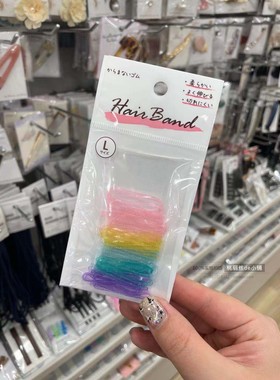 からまないゴム
柔らかい
よく伸びる
切れにくい
Hair Band
L
サイズ